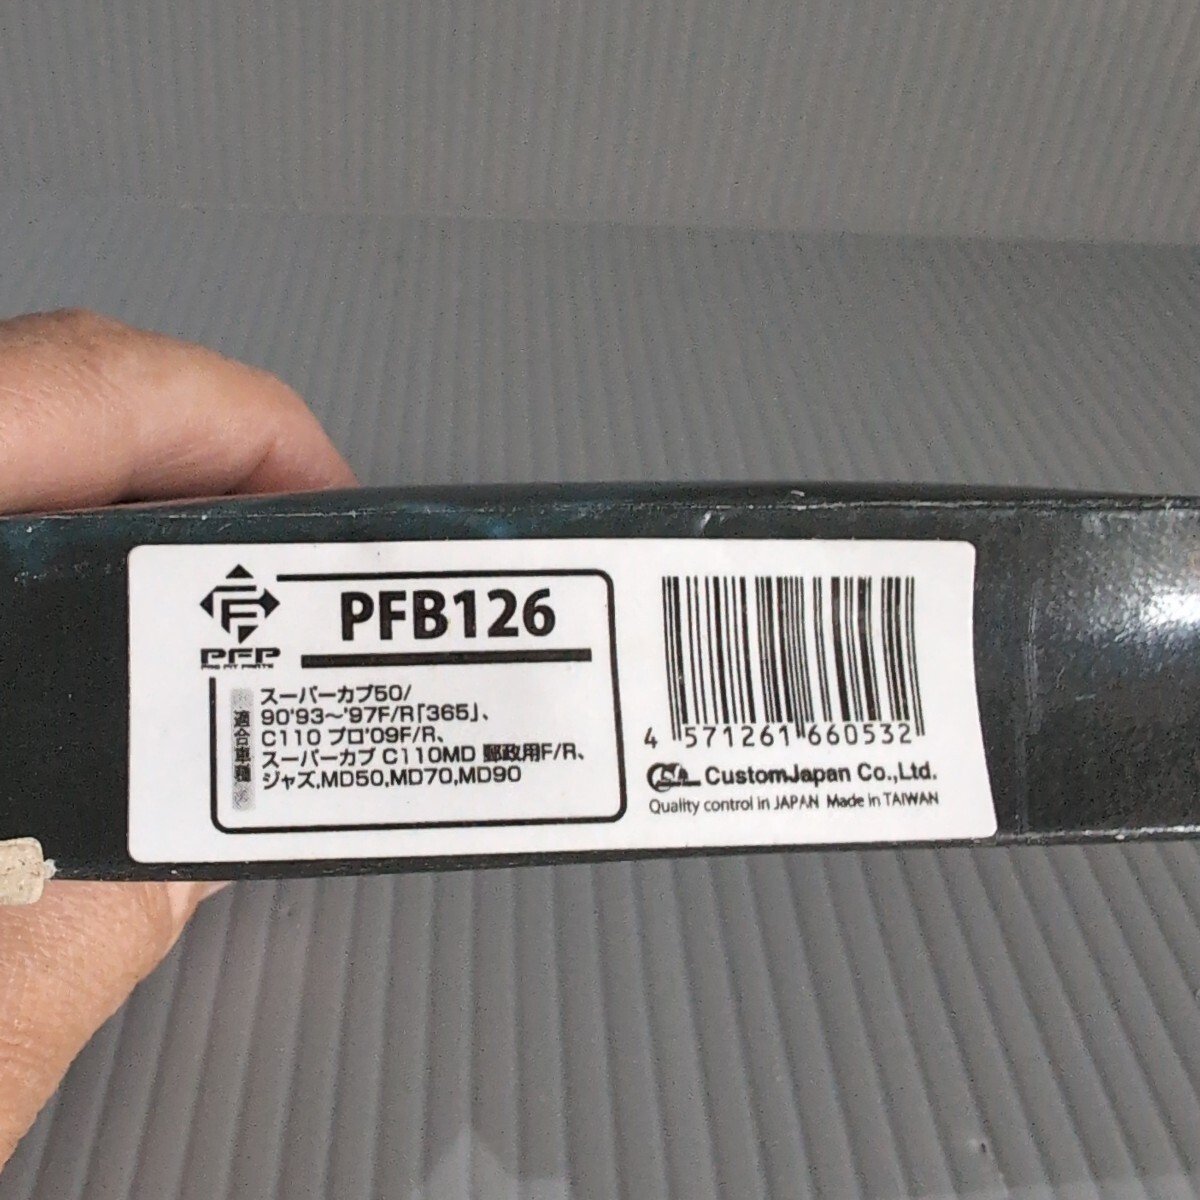 PFP
PRO FIT PARTS
PFB126
適合車種
スーパーカブ50/
90'93〜'97F/R「365」、
C110 プロ'09F/R、
スーパーカブ C110MD 郵政用F/R、
ジャズ,MD50,MD70,MD90
4 571261 660532
CustomJapan Co.,Ltd.
Quality control in JAPAN Made in TAIWAN